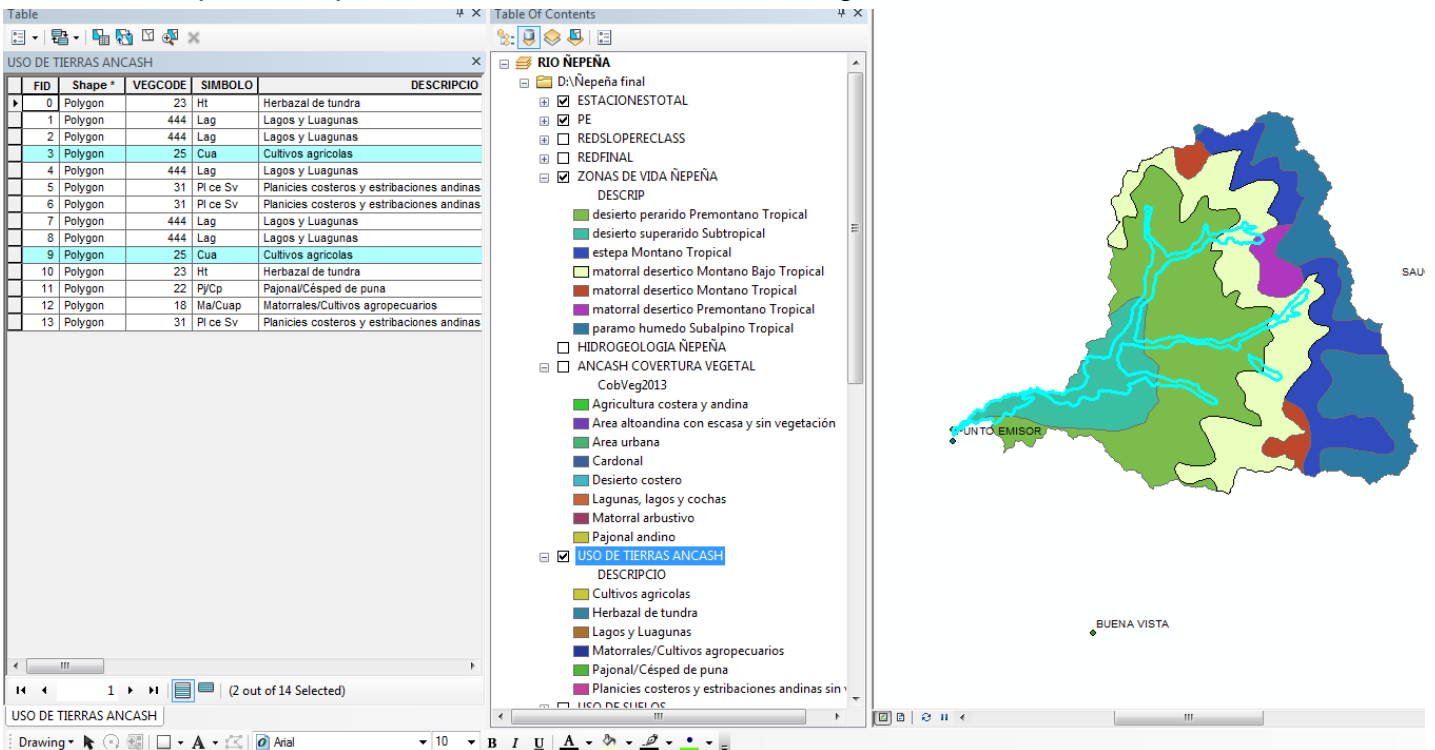 Table
USO DE TIERRAS ANCASH
FID Shape * VEGCODE SIMBOLO DESCRIPCIO
0 Polygon 23 Ht Herbazal de tundra
1 Polygon 444 Lag Lagos y Luagunas
2 Polygon 444 Lag Lagos y Luagunas
3 Polygon 25 Cua Cultivos agricolas
4 Polygon 444 Lag Lagos y Luagunas
5 Polygon 31 Pl ce Sv Planicies costeros y estribaciones andinas
6 Polygon 31 Pl ce Sv Planicies costeros y estribaciones andinas
7 Polygon 444 Lag Lagos y Luagunas
8 Polygon 444 Lag Lagos y Luagunas
9 Polygon 25 Cua Cultivos agricolas
10 Polygon 23 Ht Herbazal de tundra
11 Polygon 22 Pj/Cp Pajonal/Césped de puna
12 Polygon 18 Ma/Cuap Matorrales/Cultivos agropecuarios
13 Polygon 31 Pl ce Sv Planicies costeros y estribaciones andinas
1
(2 out of 14 Selected)
USO DE TIERRAS ANCASH
Drawing
A
Arial
10
B I U A
Table Of Contents
RIO ÑEPEÑA
D:\Ñepeña final
ESTACIONESTOTAL
PE
REDSLOPERECLASS
REDFINAL
ZONAS DE VIDA ÑEPEÑA
DESCRIP
desierto perarido Premontano Tropical
desierto superarido Subtropical
estepa Montano Tropical
matorral desertico Montano Bajo Tropical
matorral desertico Montano Tropical
matorral desertico Premontano Tropical
paramo humedo Subalpino Tropical
HIDROGEOLOGIA ÑEPEÑA
ANCASH COVERTURA VEGETAL
CobVeg2013
Agricultura costera y andina
Area altoandina con escasa y sin vegetación
Area urbana
Cardonal
Desierto costero
Lagunas, lagos y cochas
Matorral arbustivo
Pajonal andino
USO DE TIERRAS ANCASH
DESCRIPCIO
Cultivos agricolas
Herbazal de tundra
Lagos y Luagunas
Matorrales/Cultivos agropecuarios
Pajonal/Césped de puna
Planicies costeros y estribaciones andinas sin
USO DE SUELOS
SAU
PUNTO EMISOR
BUENA VISTA